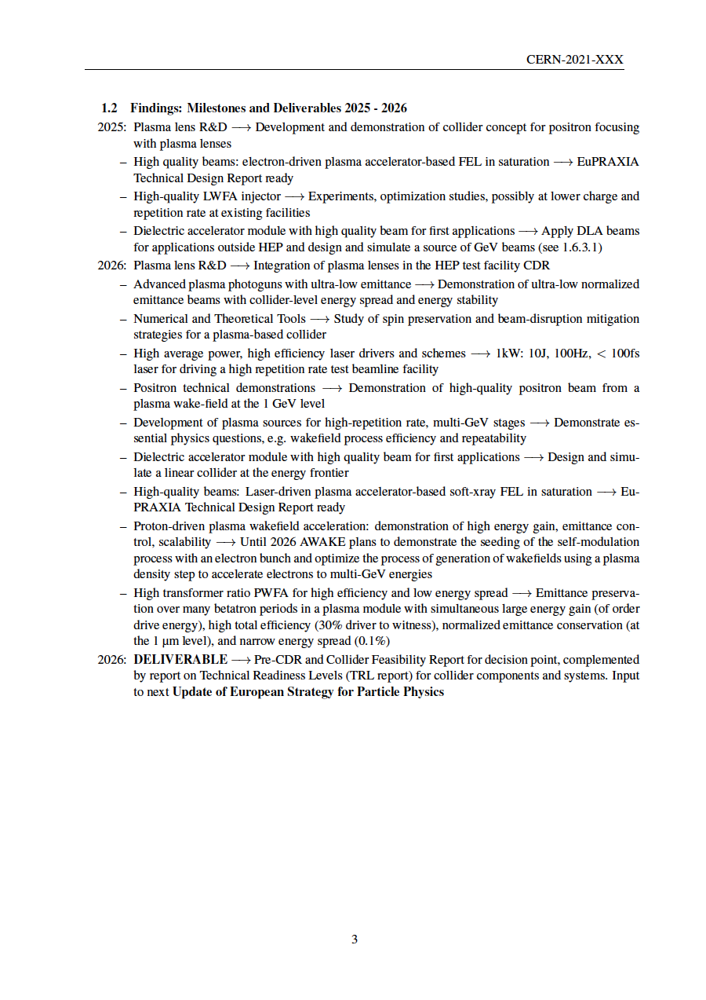 CERN-2021-XXX
1.2 Findings: Milestones and Deliverables 2025 - 2026
2025: Plasma lens R&D ⟶ Development and demonstration of collider concept for positron focusing
with plasma lenses
– High quality beams: electron-driven plasma accelerator-based FEL in saturation ⟶ EuPRAXIA
Technical Design Report ready
– High-quality LWFA injector ⟶ Experiments, optimization studies, possibly at lower charge and
repetition rate at existing facilities
– Dielectric accelerator module with high quality beam for first applications ⟶ Apply DLA beams
for applications outside HEP and design and simulate a source of GeV beams (see 1.6.3.1)
2026: Plasma lens R&D ⟶ Integration of plasma lenses in the HEP test facility CDR
– Advanced plasma photoguns with ultra-low emittance ⟶ Demonstration of ultra-low normalized
emittance beams with collider-level energy spread and energy stability
– Numerical and Theoretical Tools ⟶ Study of spin preservation and beam-disruption mitigation
strategies for a plasma-based collider
– High average power, high efficiency laser drivers and schemes ⟶ 1kW: 10J, 100Hz, < 100fs
laser for driving a high repetition rate test beamline facility
– Positron technical demonstrations ⟶ Demonstration of high-quality positron beam from a
plasma wake-field at the 1 GeV level
– Development of plasma sources for high-repetition rate, multi-GeV stages ⟶ Demonstrate es-
sential physics questions, e.g. wakefield process efficiency and repeatability
– Dielectric accelerator module with high quality beam for first applications ⟶ Design and simu-
late a linear collider at the energy frontier
– High-quality beams: Laser-driven plasma accelerator-based soft-xray FEL in saturation ⟶ Eu-
PRAXIA Technical Design Report ready
– Proton-driven plasma wakefield acceleration: demonstration of high energy gain, emittance con-
trol, scalability ⟶ Until 2026 AWAKE plans to demonstrate the seeding of the self-modulation
process with an electron bunch and optimize the process of generation of wakefields using a plasma
density step to accelerate electrons to multi-GeV energies
– High transformer ratio PWFA for high efficiency and low energy spread ⟶ Emittance preserva-
tion over many betatron periods in a plasma module with simultaneous large energy gain (of order
drive energy), high total efficiency (30% driver to witness), normalized emittance conservation (at
the 1 µm level), and narrow energy spread (0.1%)
2026: DELIVERABLE ⟶ Pre-CDR and Collider Feasibility Report for decision point, complemented
by report on Technical Readiness Levels (TRL report) for collider components and systems. Input
to next Update of European Strategy for Particle Physics
3